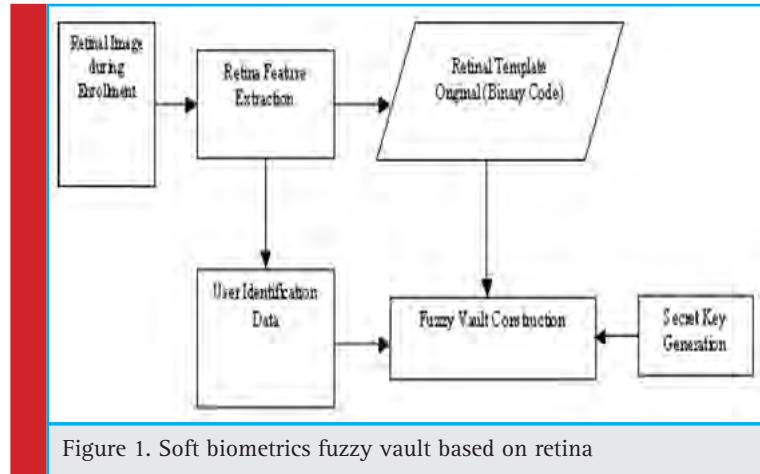 Retinal Image
during
Enrollment
Retina Feature
Extraction
Retinal Template
Original (Binary Code)
User Identification
Data
Fuzzy Vault Construction
Secret Key
Generation
Figure 1. Soft biometrics fuzzy vault based on retina